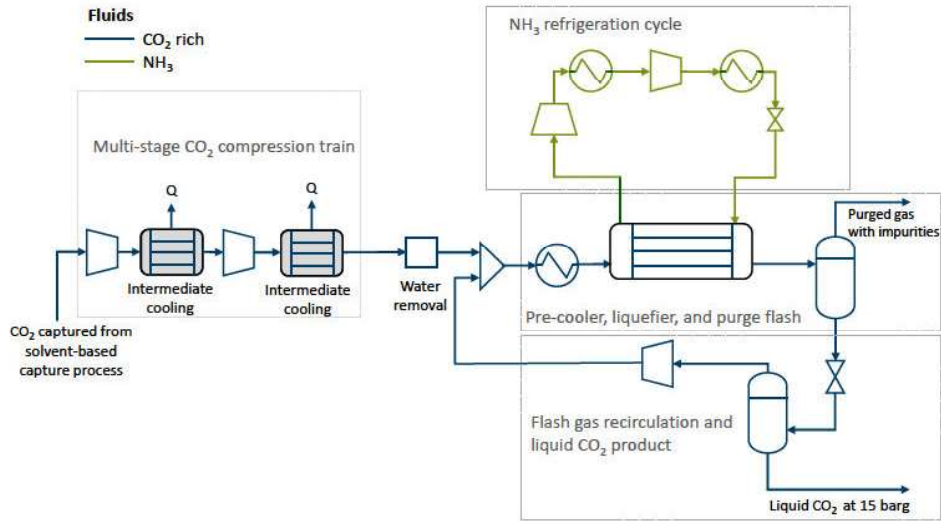 Fluids
CO₂ rich
NH₃
NH₃ refrigeration cycle
Multi-stage CO₂ compression train
Q
Q
Purged gas
with impurities
Intermediate
cooling
Intermediate
cooling
Water
removal
CO₂ captured from
solvent-based
capture process
Pre-cooler, liquefier, and purge flash
Flash gas recirculation and
liquid CO₂ product
Liquid CO₂ at 15 barg